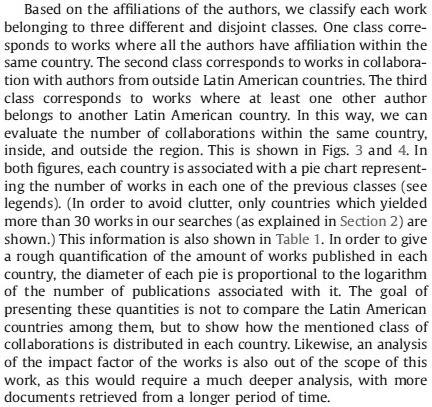 Based on the affiliations of the authors, we classify each work
belonging to three different and disjoint classes. One class corre-
sponds to works where all the authors have affiliation within the
same country. The second class corresponds to works in collabora-
tion with authors from outside Latin American countries. The third
class corresponds to works where at least one other author
belongs to another Latin American country. In this way, we can
evaluate the number of collaborations within the same country,
inside, and outside the region. This is shown in Figs. 3 and 4. In
both figures, each country is associated with a pie chart represent-
ing the number of works in each one of the previous classes (see
legends). (In order to avoid clutter, only countries which yielded
more than 30 works in our searches (as explained in Section 2) are
shown.) This information is also shown in Table 1. In order to give
a rough quantification of the amount of works published in each
country, the diameter of each pie is proportional to the logarithm
of the number of publications associated with it. The goal of
presenting these quantities is not to compare the Latin American
countries among them, but to show how the mentioned class of
collaborations is distributed in each country. Likewise, an analysis
of the impact factor of the works is also out of the scope of this
work, as this would require a much deeper analysis, with more
documents retrieved from a longer period of time.